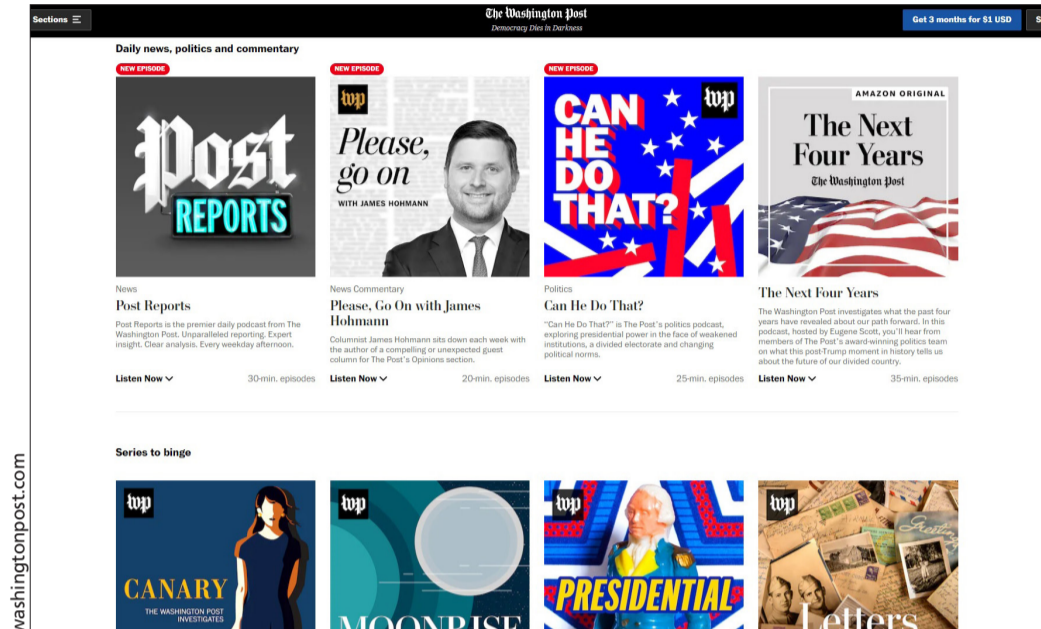 Sections
The Washington Post
Democracy Dies in Darkness
Get 3 months for $1 USD
S
Daily news, politics and commentary
NEW EPISODE
NEW EPISODE
NEW EPISODE
Post
REPORTS
wp
Please,
go on
WITH JAMES HOHMANN
CAN
HE
DO
THAT?
wp
AMAZON ORIGINAL
The Next
Four Years
The Washington Post
News
Post Reports
Post Reports is the premier daily podcast from The
Washington Post. Unparalleled reporting. Expert
insight. Clear analysis. Every weekday afternoon.
Listen Now
30-min. episodes
News Commentary
Please, Go On with James
Hohmann
Columnist James Hohmann sits down each week with
the author of a compelling or unexpected guest
column for The Post's Opinions section.
Listen Now
20-min. episodes
Politics
Can He Do That?
"Can He Do That?" is The Post's politics podcast,
exploring presidential power in the face of weakened
institutions, a divided electorate and changing
political norms.
Listen Now
25-min. episodes
The Next Four Years
The Washington Post investigates what the past four
years have revealed about our path forward. In this
podcast, hosted by Eugene Scott, you'll hear from
members of The Post's award-winning politics team
on what this post-Trump moment in history tells us
about the future of our divided country.
Listen Now
35-min. episodes
Series to binge
wp
CANARY
THE WASHINGTON POST
INVESTIGATES
wp
MOONRISE
wp
PRESIDENTIAL
wp
Greetings
Letters
washingtonpost.com